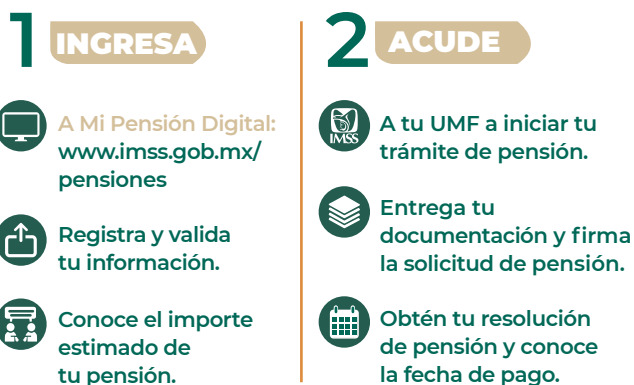 1 INGRESA
A Mi Pensión Digital:
www.imss.gob.mx/
pensiones
Registra y valida
tu información.
Conoce el importe
estimado de
tu pensión.
2 ACUDE
IMSS
A tu UMF a iniciar tu
trámite de pensión.
Entrega tu
documentación y firma
la solicitud de pensión.
Obtén tu resolución
de pensión y conoce
la fecha de pago.